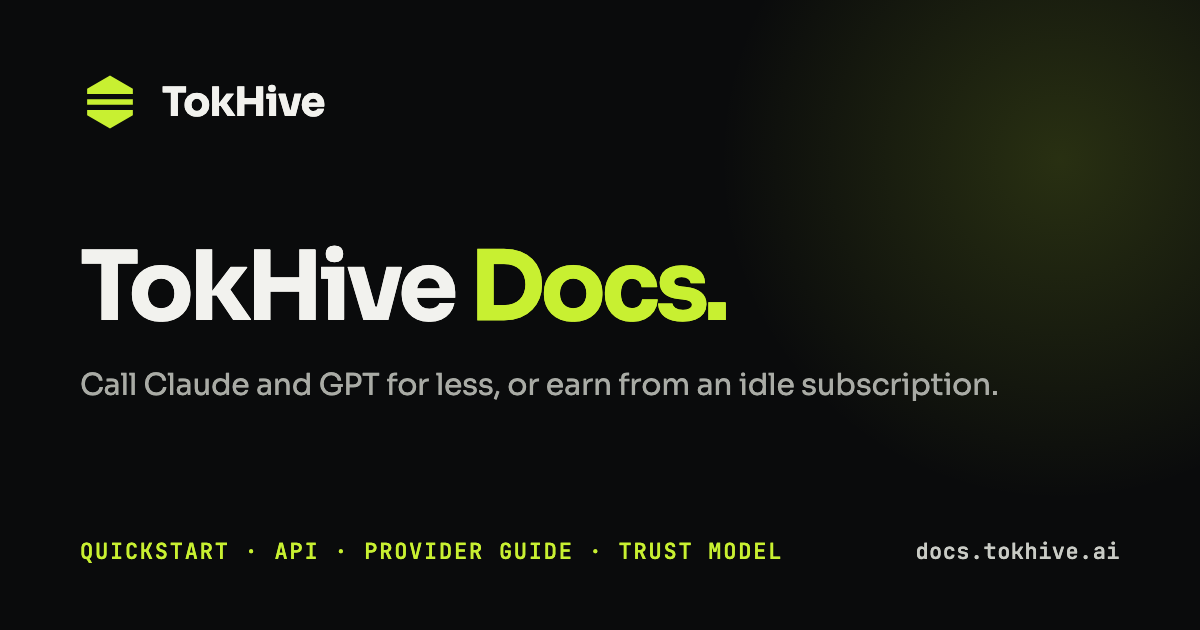 TokHive
TokHive Docs.
Call Claude and GPT for less, or earn from an idle subscription.
QUICKSTART · API · PROVIDER GUIDE · TRUST MODEL
docs.tokhive.ai